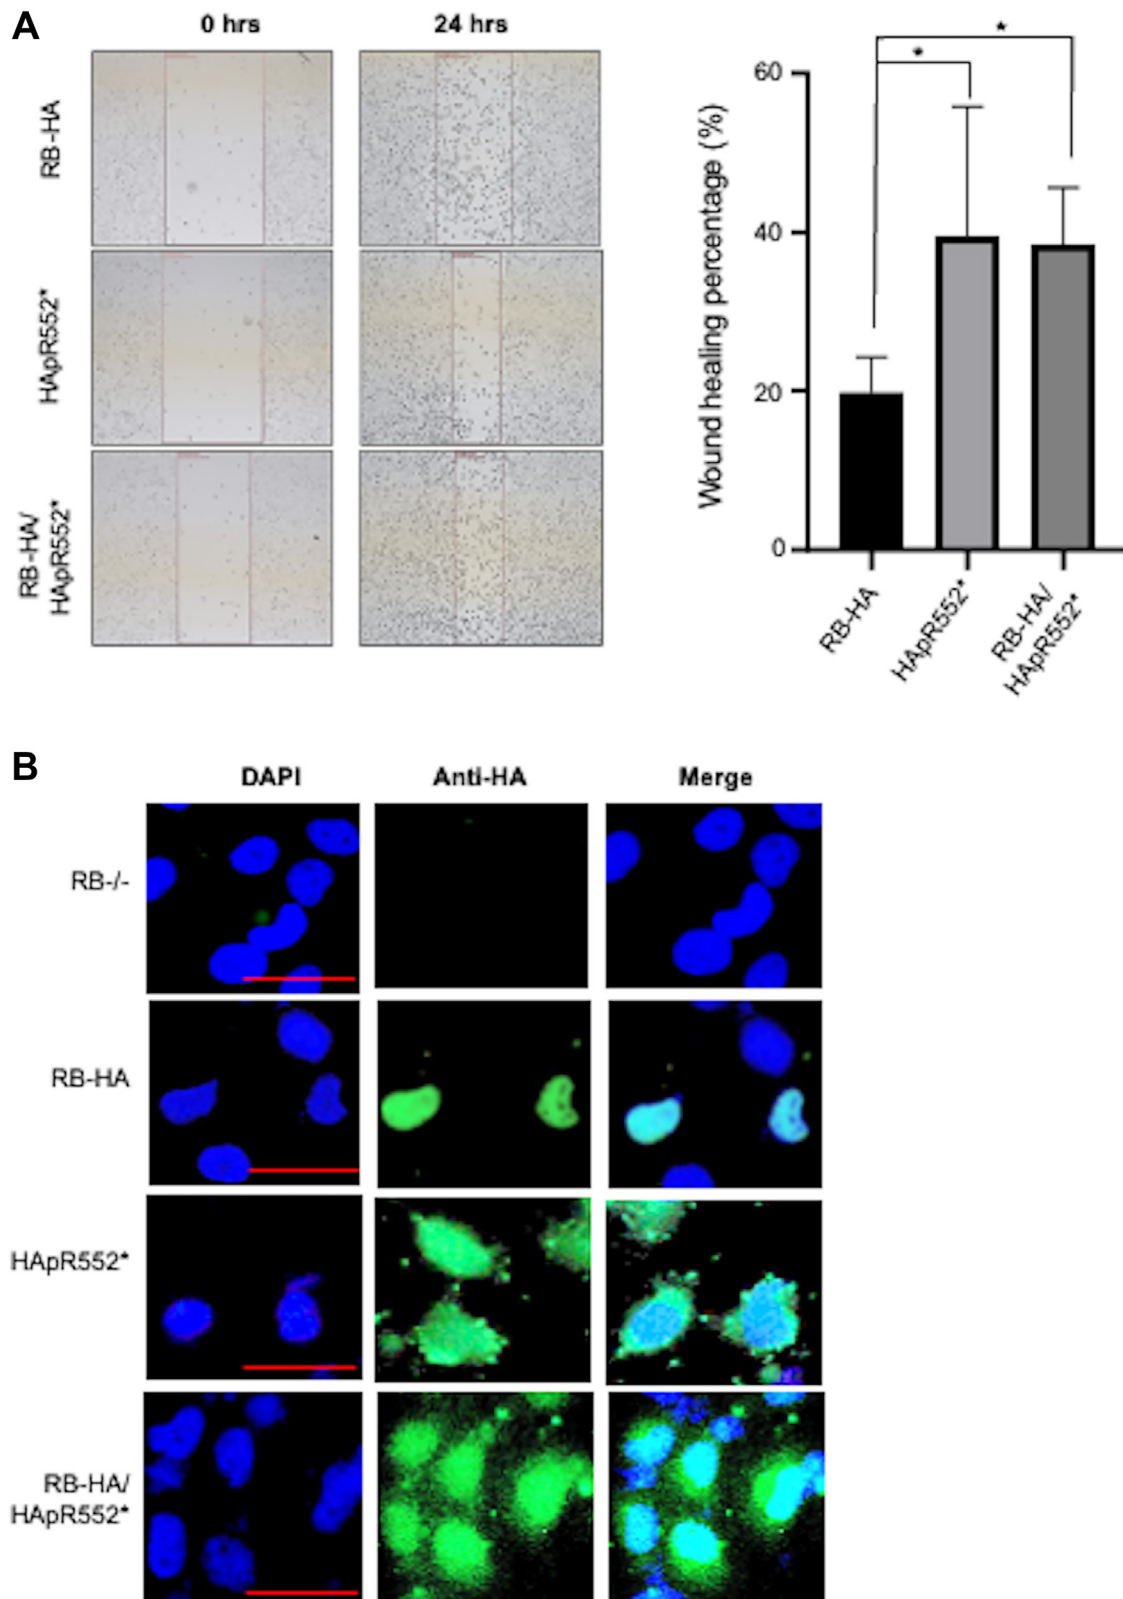 A
0 hrs
24 hrs
RB-HA
HApR552*
RB-HA/
HApR552*
Wound healing percentage (%)
60
40
20
0
*
*
RB-HA
HApR552*
RB-HA/
HApR552*
B
DAPI
Anti-HA
Merge
RB-/-
RB-HA
HApR552*
RB-HA/
HApR552*